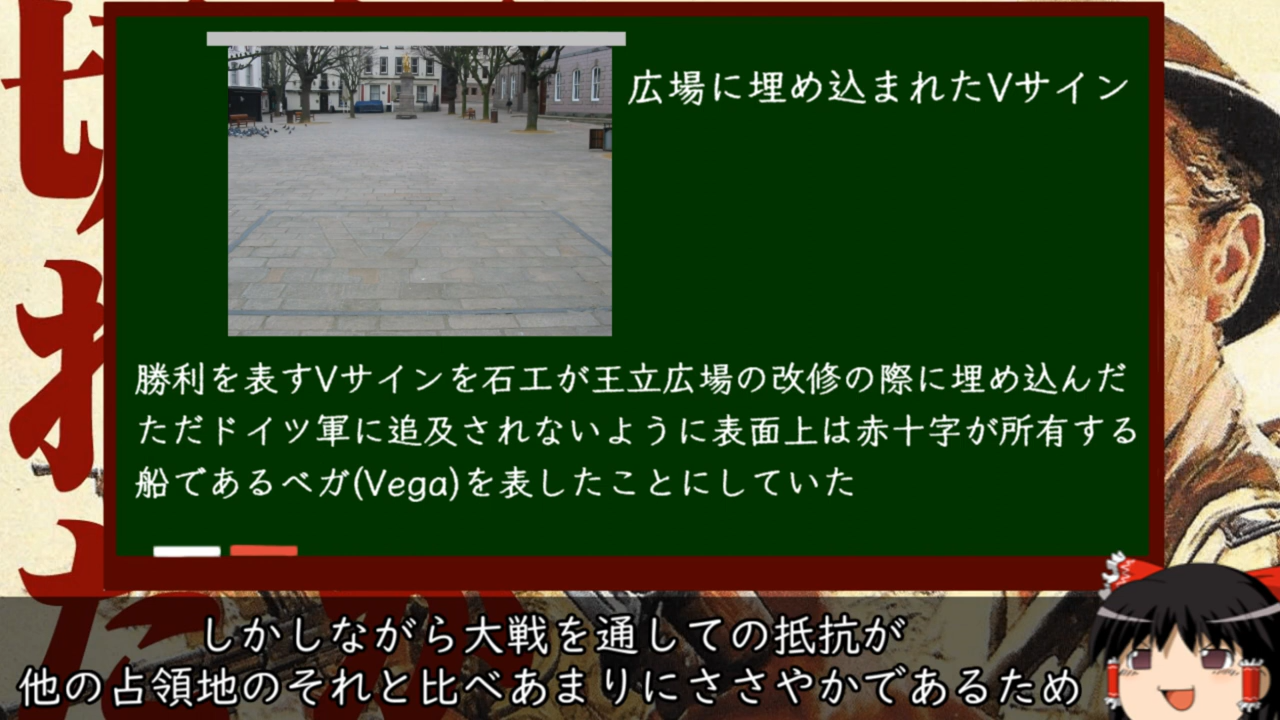 広場に埋め込まれたVサイン
勝利を表すVサインを石工が王立広場の改修の際に埋め込んだ
ただドイツ軍に追及されないように表面上は赤十字が所有する
船であるベガ(Vega)を表したことにしていた
しかしながら大戦を通しての抵抗が
他の占領地のそれと比べあまりにささやかであるため